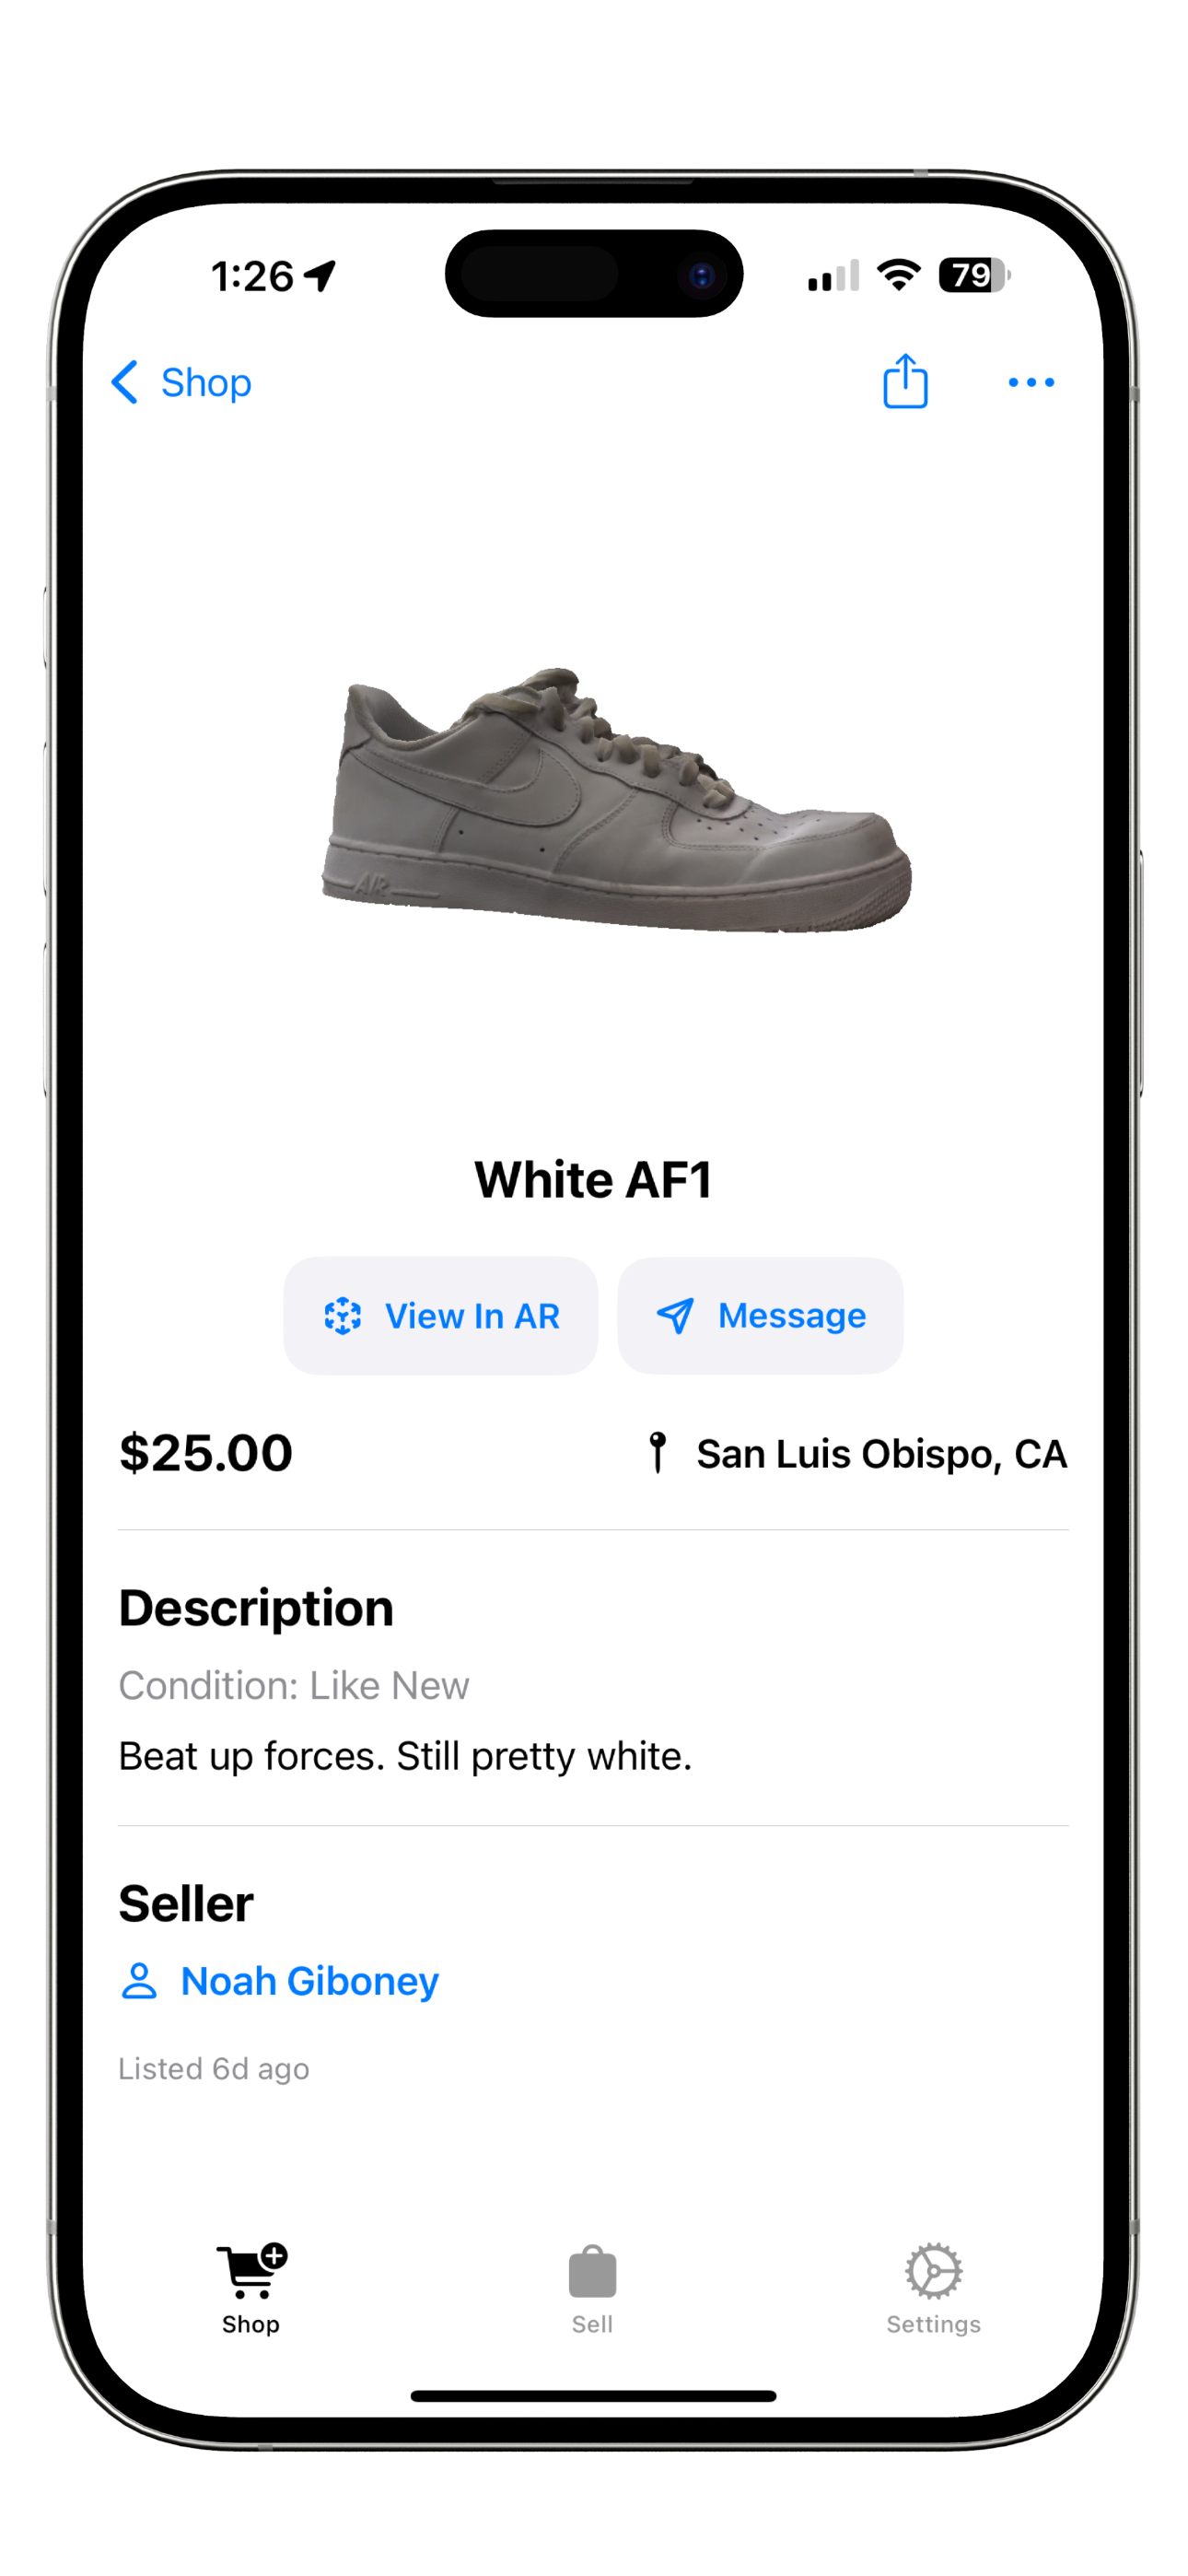 1:26
79
Shop
AIR
White AF1
View In AR
Message
$25.00
San Luis Obispo, CA
Description
Condition: Like New
Beat up forces. Still pretty white.
Seller
Noah Giboney
Listed 6d ago
Shop
Sell
Settings